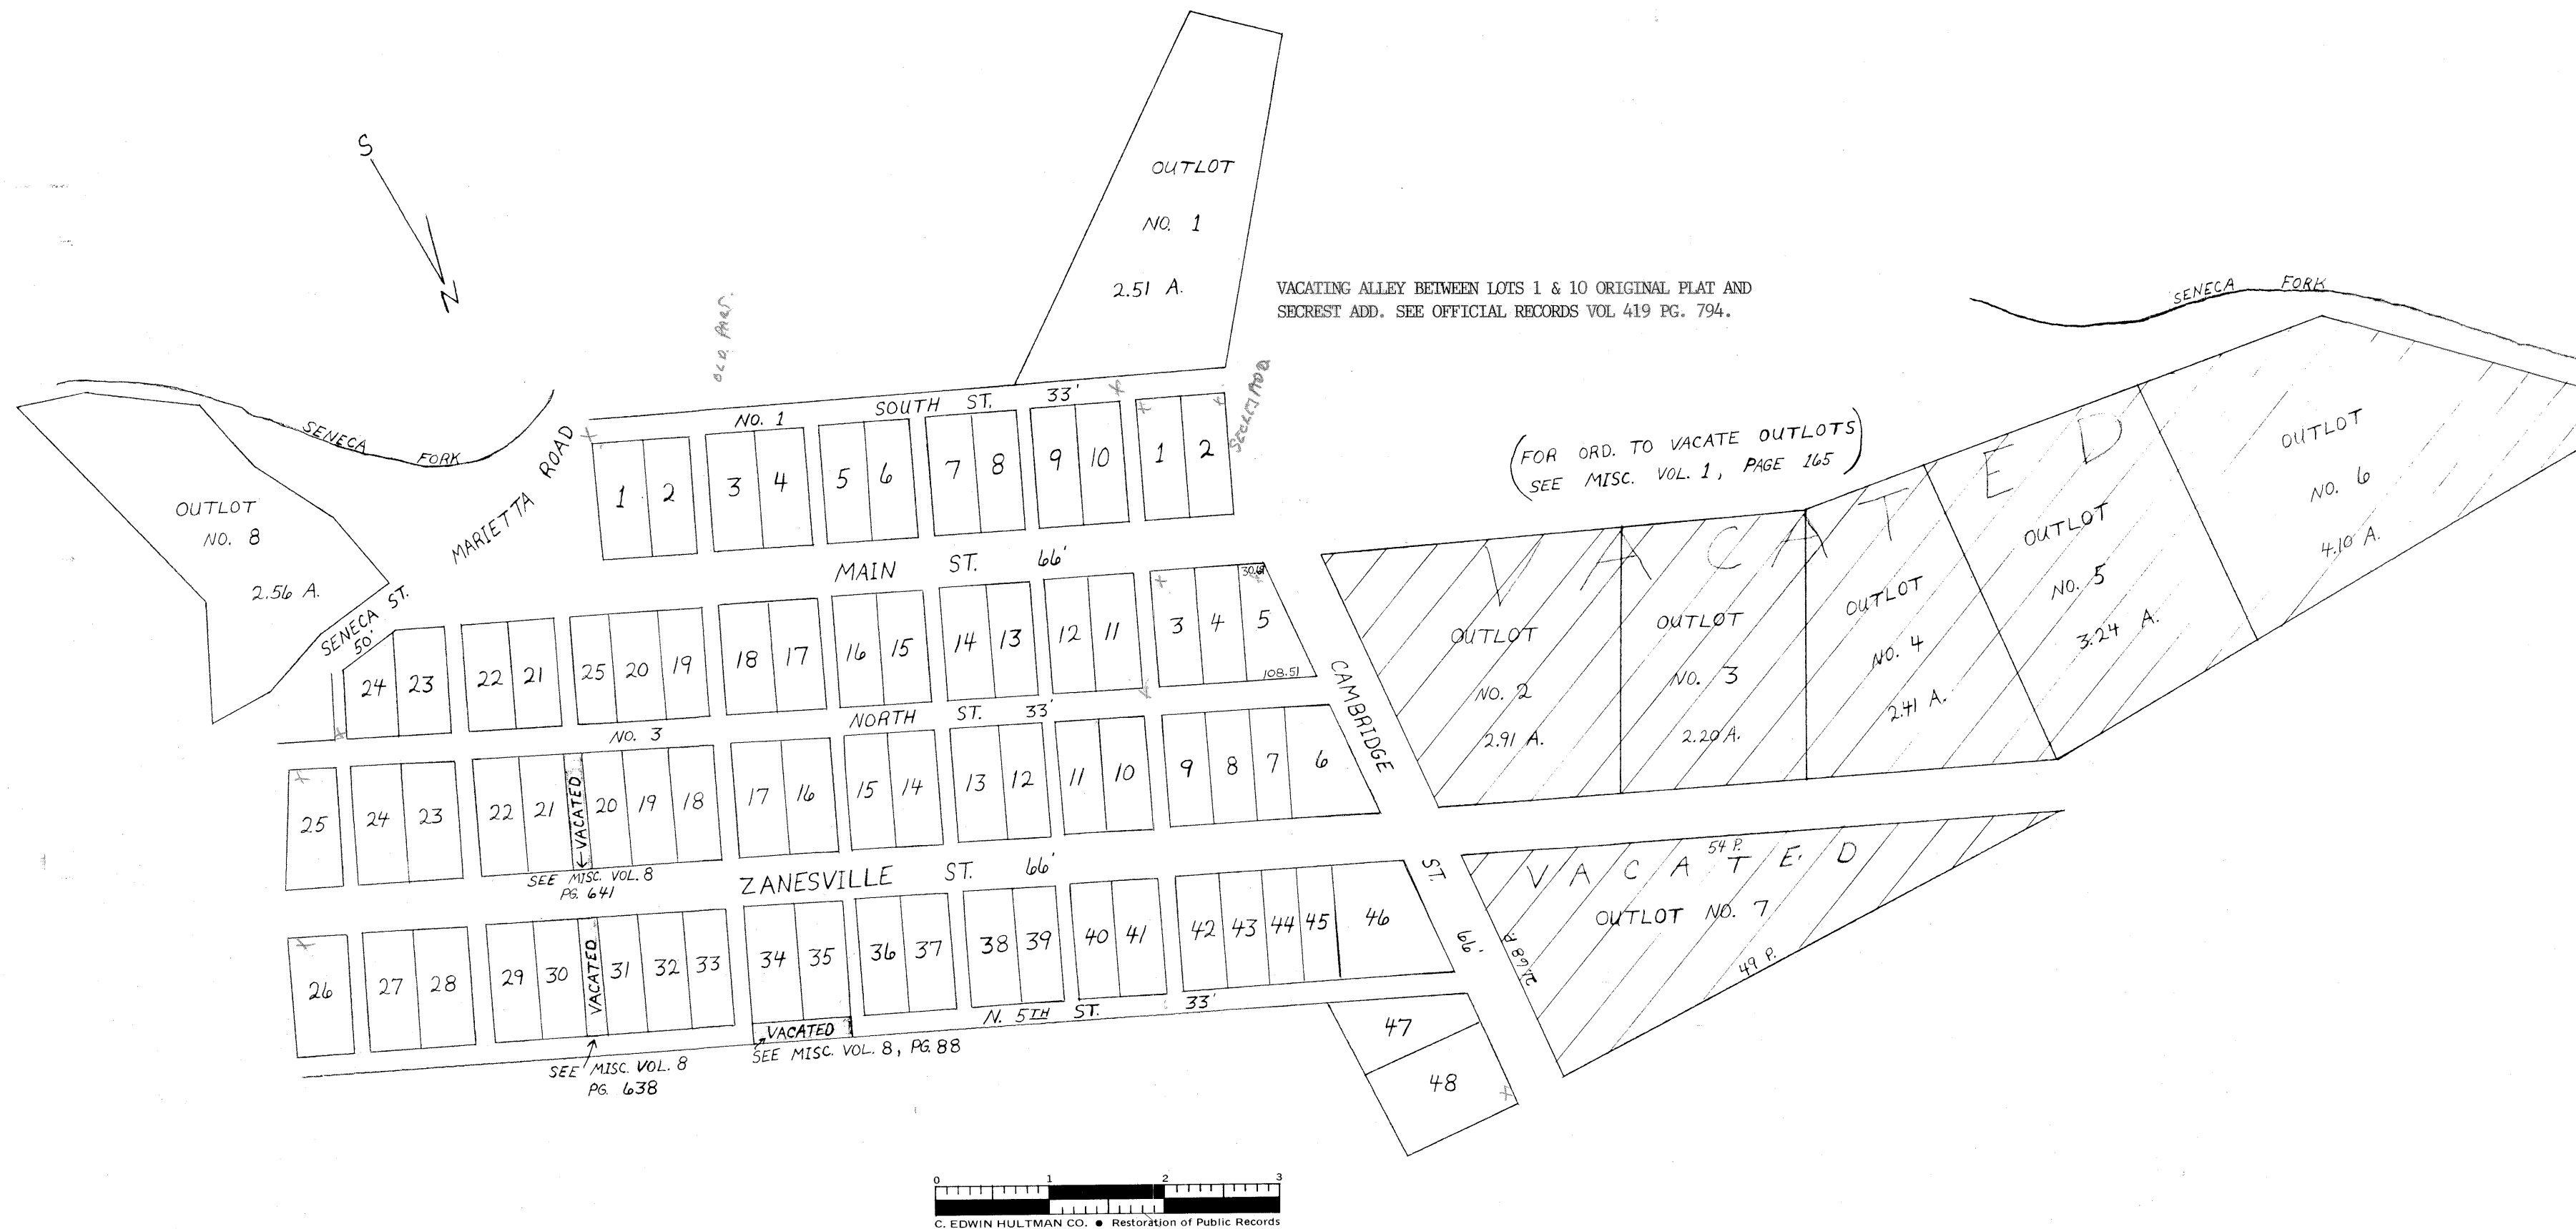 S
N
OUTLOT
NO. 1
2.51 A.
VACATING ALLEY BETWEEN LOTS 1 & 10 ORIGINAL PLAT AND
SECREST ADD. SEE OFFICIAL RECORDS VOL 419 PG. 794.
SENECA FORK
OLD. PART.
SECREST ADD
SENECA FORK
MARIETTA ROAD
NO. 1 SOUTH ST. 33'
1 2 3 4 5 6 7 8 9 10 1 2
(FOR ORD. TO VACATE OUTLOTS
SEE MISC. VOL. 1, PAGE 165)
OUTLOT
NO. 8
2.56 A.
SENECA ST.
50'
MAIN ST. 66'
24 23 22 21 25 20 19 18 17 16 15 14 13 12 11 3 4 5
108.51
NO. 3 NORTH ST. 33'
CAMBRIDGE ST. 66.
VACATED
OUTLOT
NO. 2
2.91 A.
OUTLOT
NO. 3
2.20 A.
OUTLOT
NO. 4
2.41 A.
OUTLOT
NO. 5
3.24 A.
OUTLOT
NO. 6
4.10 A.
25 24 23 22 21 ←VACATED 20 19 18 17 16 15 14 13 12 11 10 9 8 7 6
SEE MISC. VOL. 8
PG. 641
ZANESVILLE ST. 66'
26 27 28 29 30 VACATED 31 32 33 34 35 36 37 38 39 40 41 42 43 44 45 46
VACATED
54 P.
OUTLOT NO. 7
49 P.
VACATED
N. 5TH ST. 33'
SEE MISC. VOL. 8, PG. 88
SEE MISC. VOL. 8
PG. 638
47
48
0 1 2 3
C. EDWIN HULTMAN CO. ● Restoration of Public Records